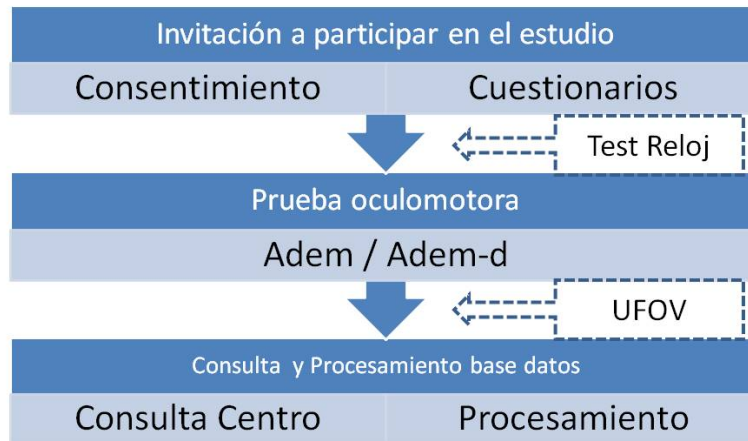 Invitación a participar en el estudio
Consentimiento
Cuestionarios
Test Reloj
Prueba oculomotora
Adem / Adem-d
UFOV
Consulta y Procesamiento base datos
Consulta Centro
Procesamiento